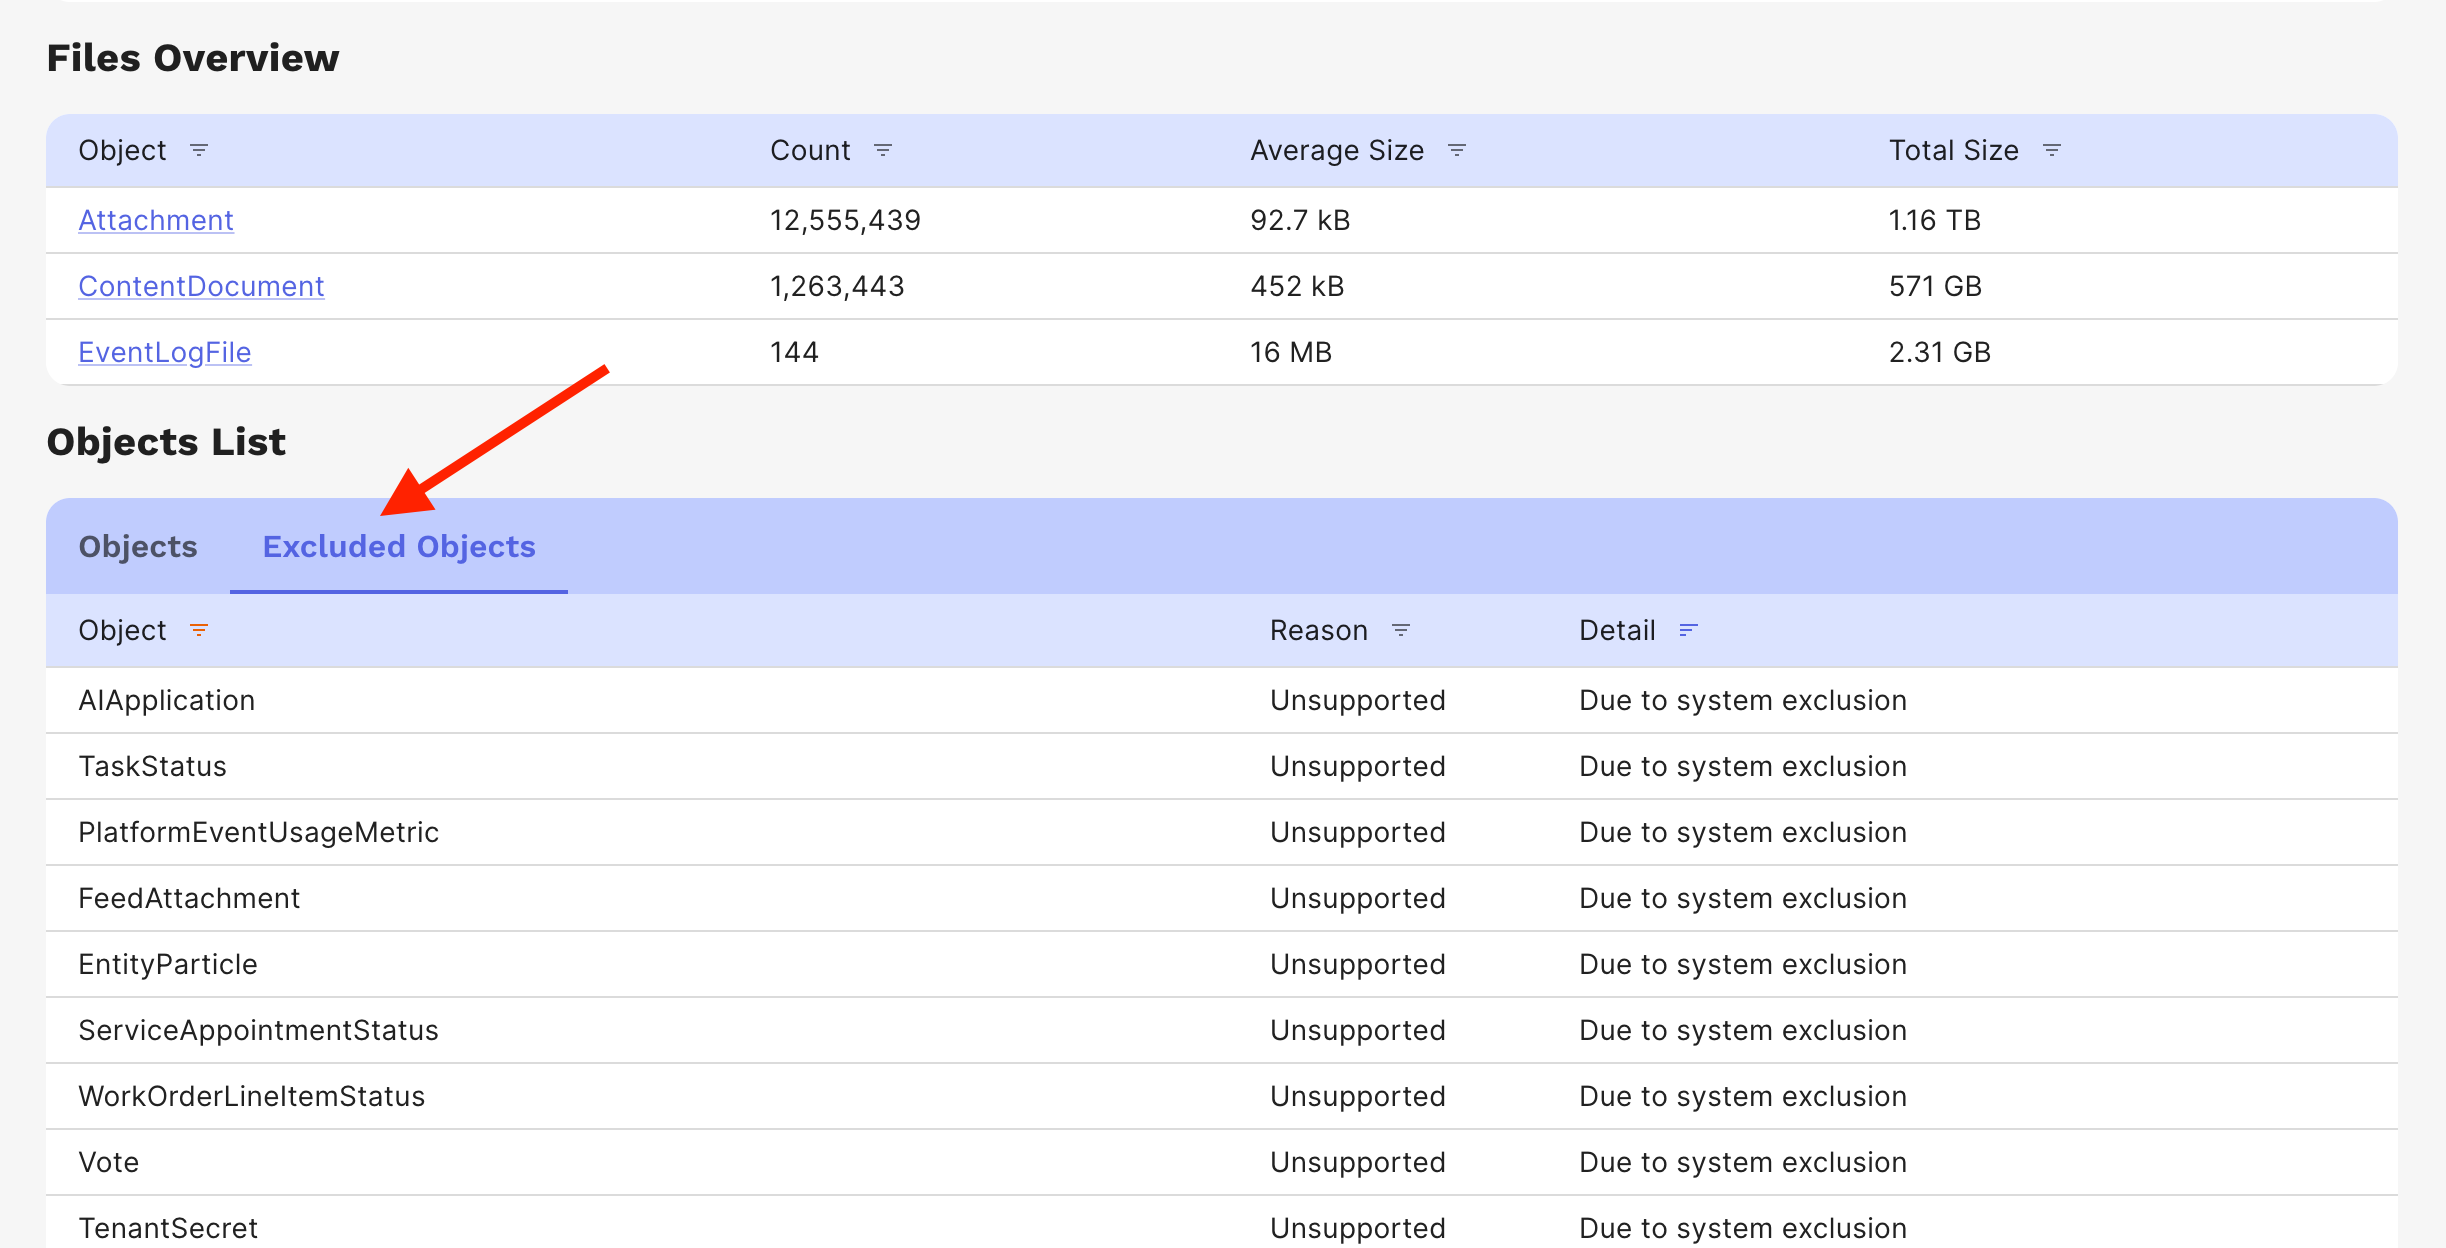 Files Overview
Object Count Average Size Total Size
Attachment 12,555,439 92.7 kB 1.16 TB
ContentDocument 1,263,443 452 kB 571 GB
EventLogFile 144 16 MB 2.31 GB
Objects List
Objects Excluded Objects
Object Reason Detail
AIApplication Unsupported Due to system exclusion
TaskStatus Unsupported Due to system exclusion
PlatformEventUsageMetric Unsupported Due to system exclusion
FeedAttachment Unsupported Due to system exclusion
EntityParticle Unsupported Due to system exclusion
ServiceAppointmentStatus Unsupported Due to system exclusion
WorkOrderLineItemStatus Unsupported Due to system exclusion
Vote Unsupported Due to system exclusion
TenantSecret Unsupported Due to system exclusion